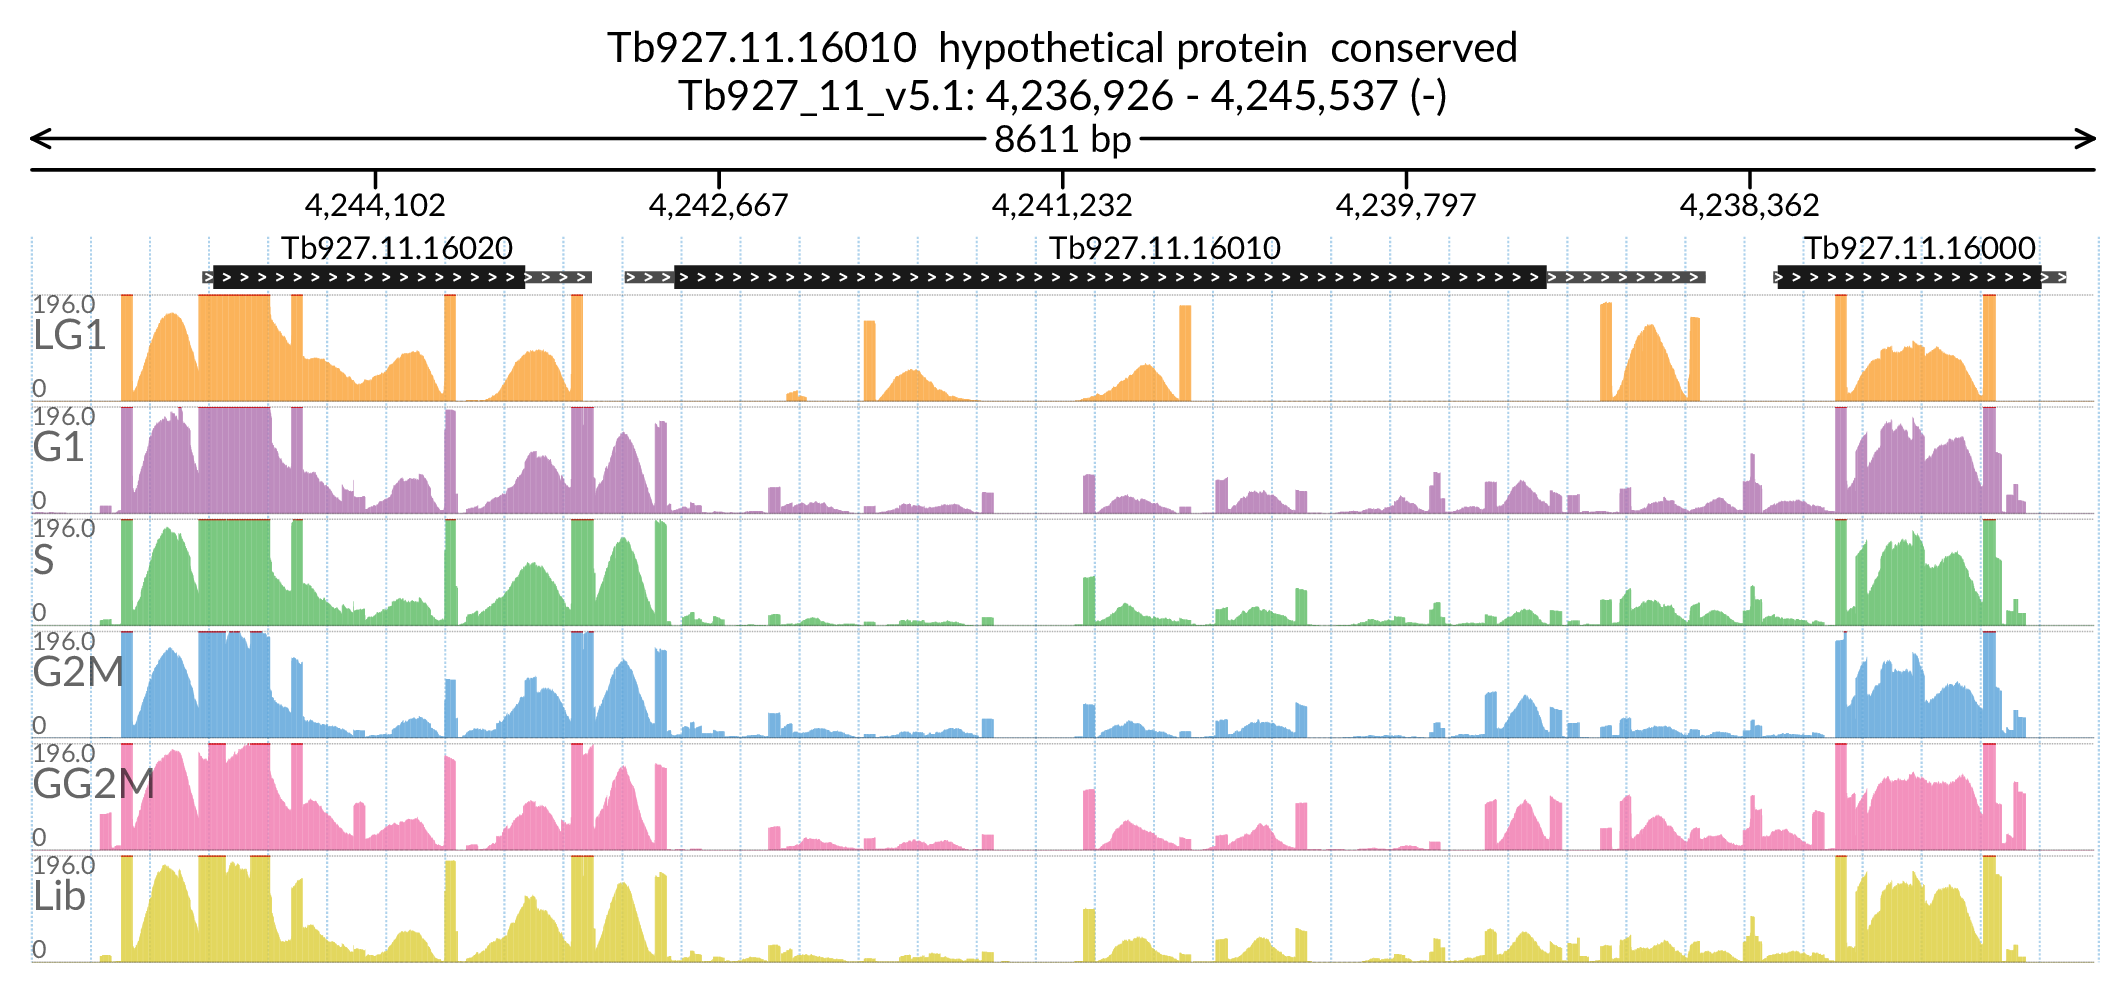 Tb927.11.16010 hypothetical protein conserved
Tb927_11_v5.1: 4,236,926 - 4,245,537 (-)
8611 bp
4,244,102 4,242,667 4,241,232 4,239,797 4,238,362
Tb927.11.16020 Tb927.11.16010 Tb927.11.16000
196.0
LG1
0
196.0
G1
0
196.0
S
0
196.0
G2M
0
196.0
GG2M
0
196.0
Lib
0